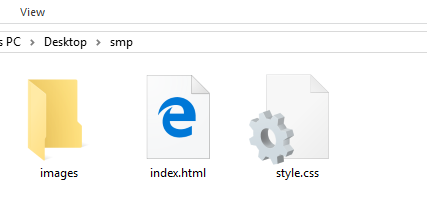 View
s PC > Desktop > smp
images
index.html
style.css